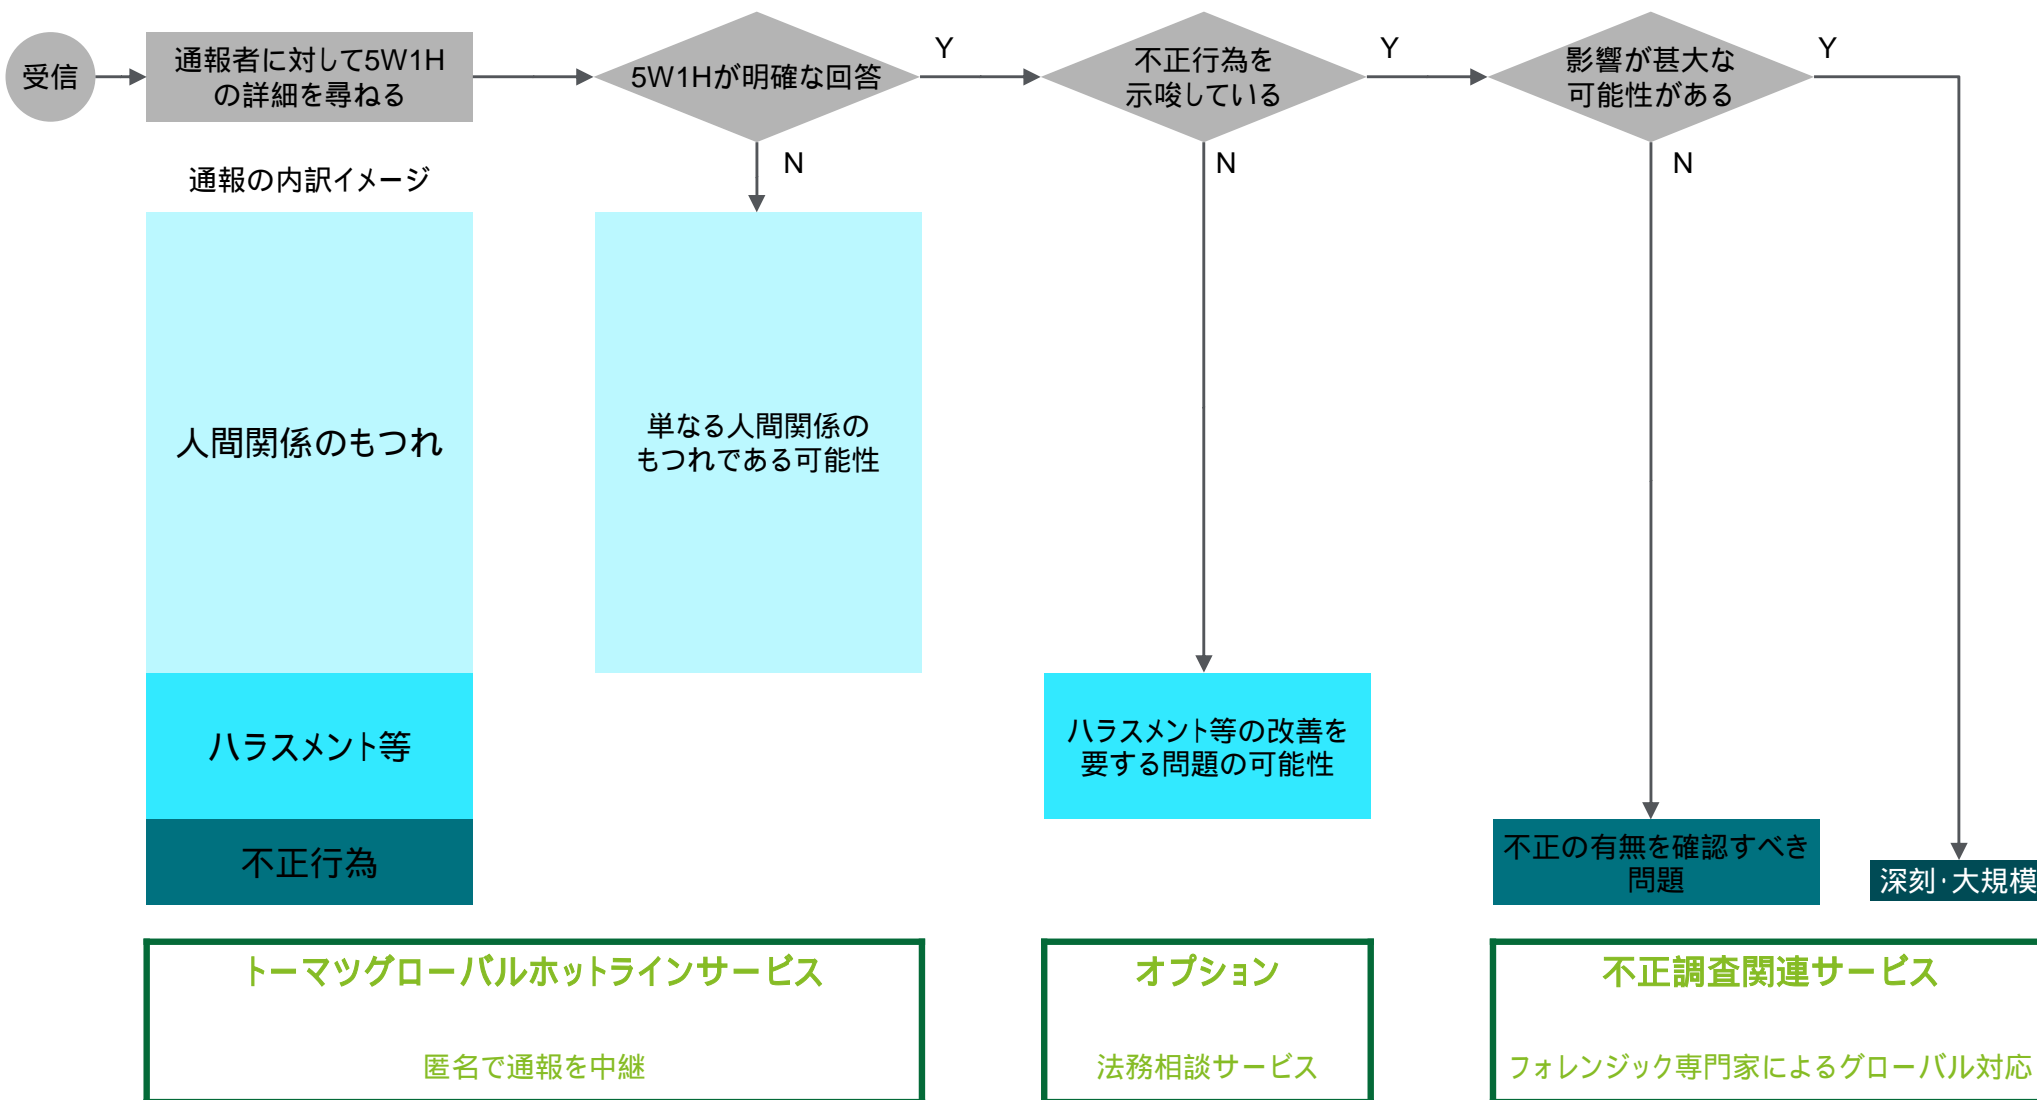 受信
通報者に対して5W1H
の詳細を尋ねる
5W1Hが明確な回答
Y
不正行為を
示唆している
Y
影響が甚大な
可能性がある
Y
N
N
N
通報の内訳イメージ
人間関係のもつれ
単なる人間関係の
もつれである可能性
ハラスメント等
ハラスメント等の改善を
要する問題の可能性
不正行為
不正の有無を確認すべき
問題
深刻・大規模
トーマツグローバルホットラインサービス
匿名で通報を中継
オプション
法務相談サービス
不正調査関連サービス
フォレンジック専門家によるグローバル対応